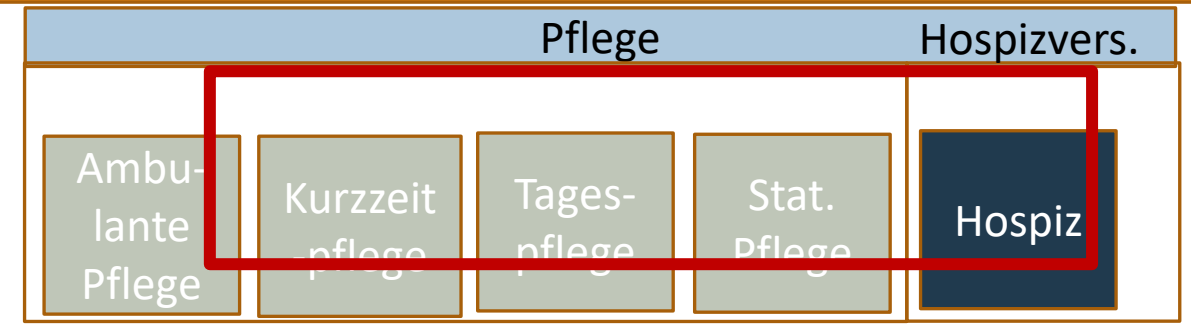 Pflege
Hospizvers.
Ambu-
lante
Pflege
Kurzzeit
-pflege
Tages-
pflege
Stat.
Pflege
Hospiz